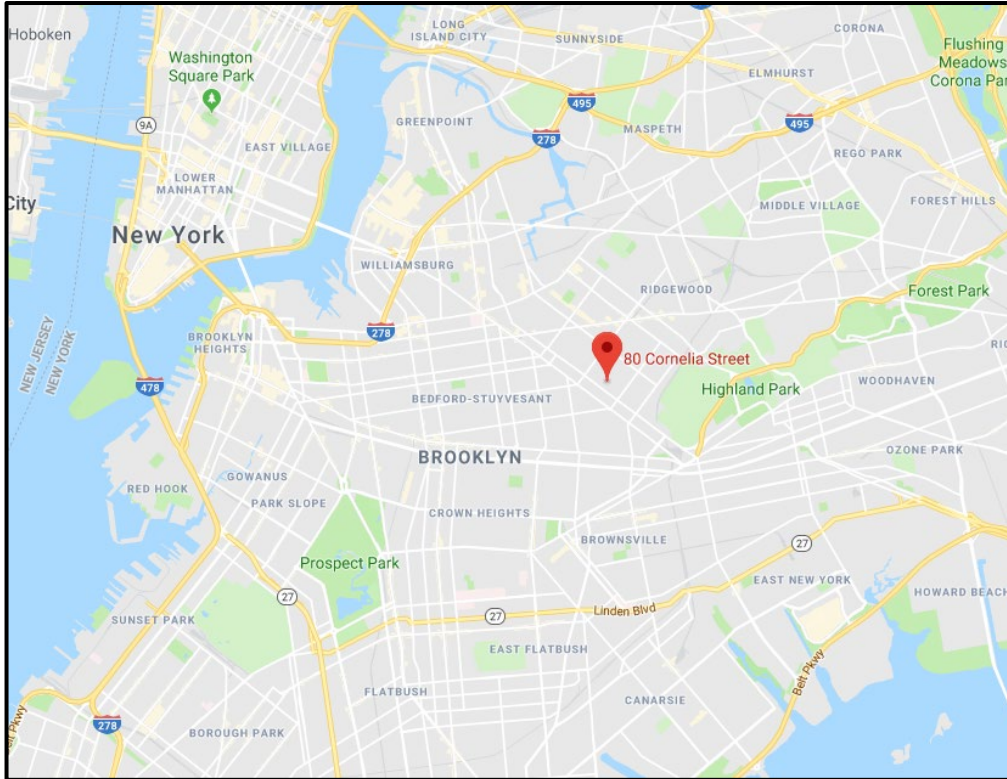 Hoboken
LONG
ISLAND CITY
SUNNYSIDE
CORONA
Flushing
Meadows
Corona Par
Washington
Square Park
ELMHURST
495
9A
GREENPOINT
278
MASPETH
495
EAST VILLAGE
REGO PARK
LOWER
MANHATTAN
City
MIDDLE VILLAGE
FOREST HILLS
New York
WILLIAMSBURG
RIDGEWOOD
Forest Park
NEW JERSEY
NEW YORK
BROOKLYN
HEIGHTS
278
RIC
80 Cornelia Street
478
BEDFORD-STUYVESANT
Highland Park
WOODHAVEN
BROOKLYN
OZONE PARK
GOWANUS
RED HOOK
PARK SLOPE
CROWN HEIGHTS
BROWNSVILLE
27
Prospect Park
EAST NEW YORK
27
HOWARD BEACH
27
Linden Blvd
SUNSET PARK
EAST FLATBUSH
Belt Pkwy
FLATBUSH
CANARSIE
278
lt Pkwy
BOROUGH PARK